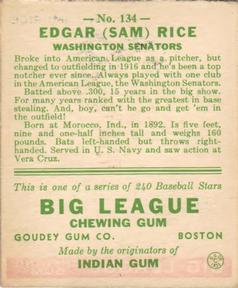 — No. 134 —
EDGAR (SAM) RICE
WASHINGTON SENATORS
Broke into American League as a pitcher, but
changed to outfielding in 1916 and he's been a top
notcher ever since. Always played with one club
in the American League, the Washington Senators.
Batted above .300, 15 years in the big show.
For many years ranked with the greatest in base
stealing. And, boy, can't he go and get 'em in
the outfield!
Born at Morocco, Ind., in 1892. Is five feet,
nine and one-half inches tall and weighs 160
pounds. Bats left-handed but throws right-
handed. Served in U. S. Navy and saw action at
Vera Cruz.
This is one of a series of 240 Baseball Stars
BIG LEAGUE
CHEWING GUM
GOUDEY GUM CO. BOSTON
Made by the originators of
INDIAN GUM